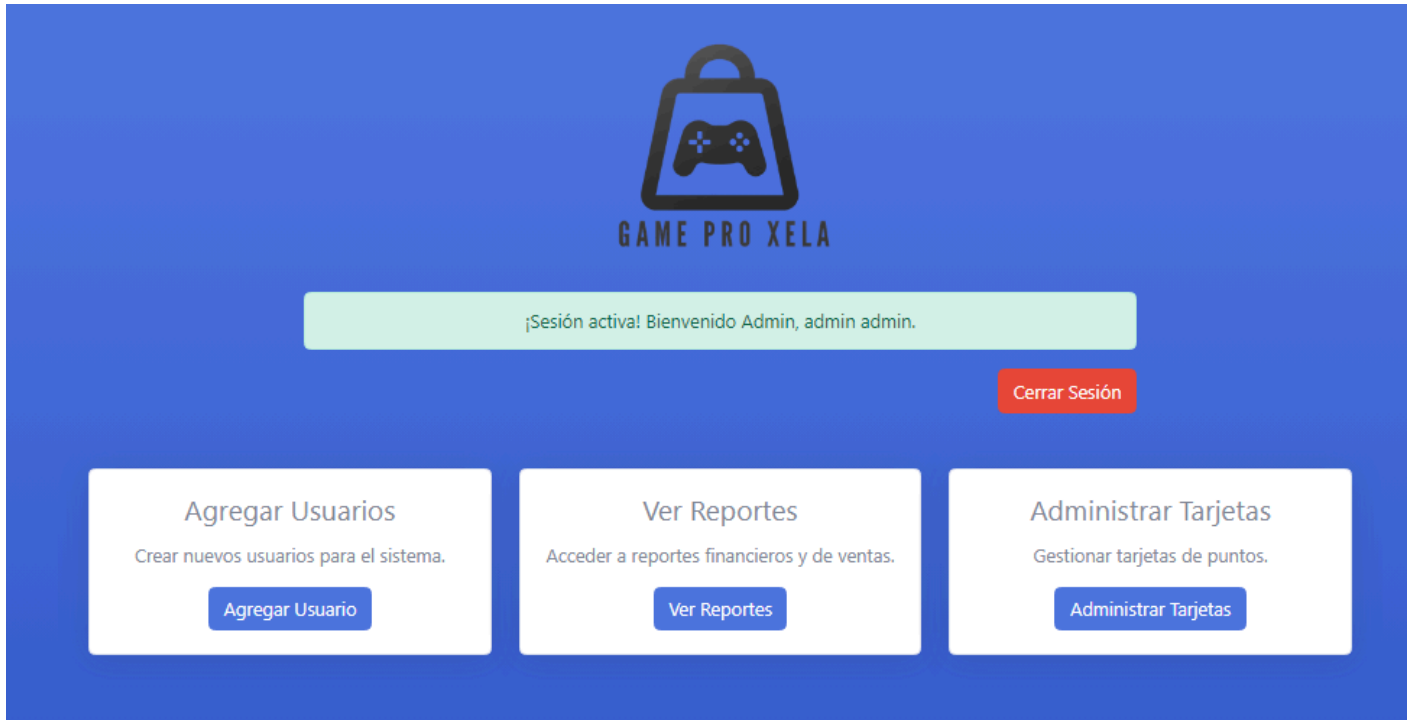 GAME PRO XELA
¡Sesión activa! Bienvenido Admin, admin admin.
Cerrar Sesión
Agregar Usuarios
Crear nuevos usuarios para el sistema.
Agregar Usuario
Ver Reportes
Acceder a reportes financieros y de ventas.
Ver Reportes
Administrar Tarjetas
Gestionar tarjetas de puntos.
Administrar Tarjetas